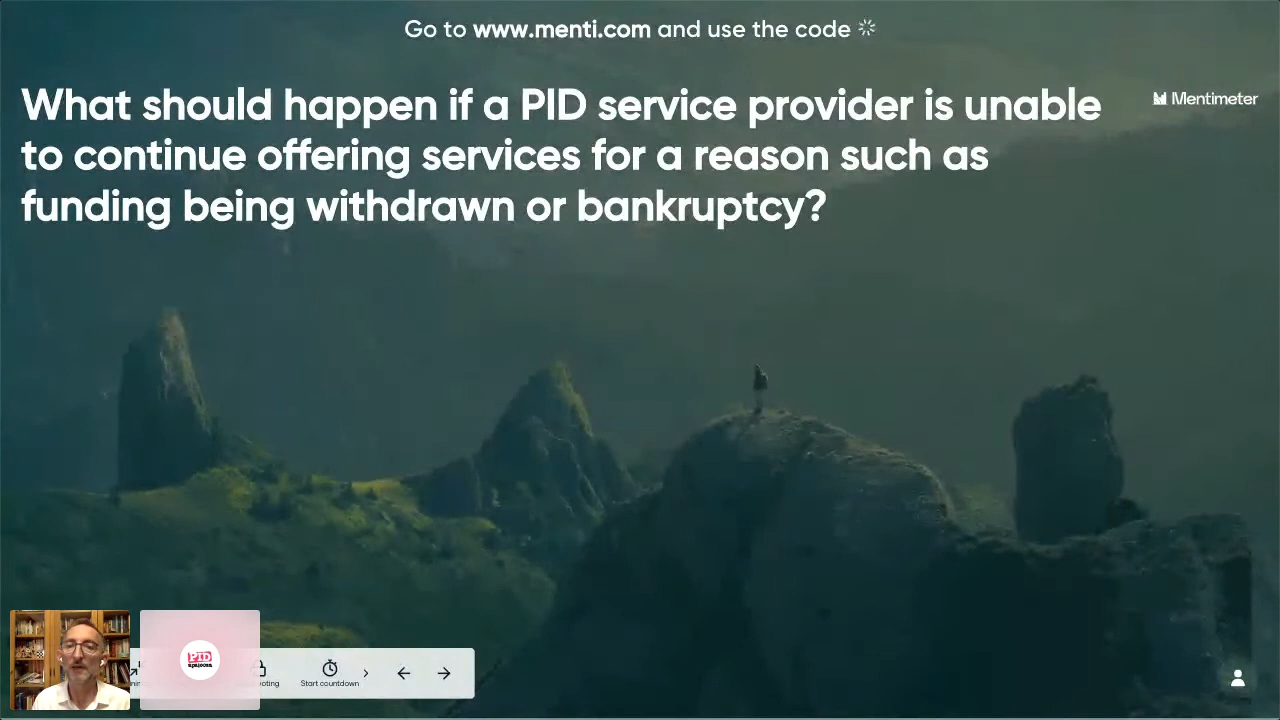 Go to www.menti.com and use the code
What should happen if a PID service provider is unable
Mentimeter
to continue offering services for a reason such as
funding being withdrawn or bankruptcy?
PID
Start countdown